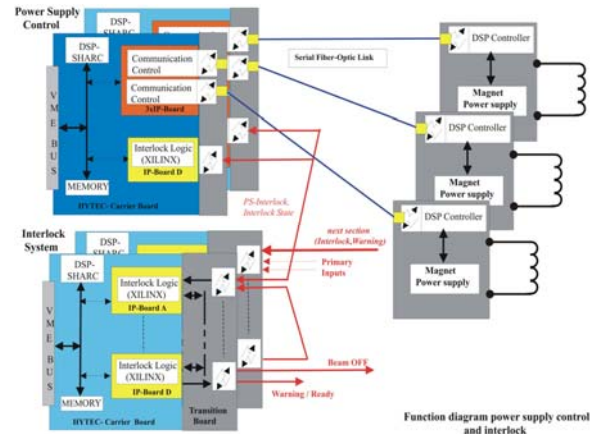 Power Supply
Control
DSP-
SHARC
Communication
Control
Communication
Control
3xIP-Board
VME BUS
Interlock Logic
(XILINX)
IP-Board D
MEMORY
HYTEC-Carrier Board
Serial Fiber-Optic Link
DSP Controller
Magnet
Power supply
DSP Controller
Magnet
Power supply
DSP Controller
Magnet
Power supply
PS-Interlock,
Interlock State
Interlock
System
DSP-
SHARC
Interlock Logic
(XILINX)
IP-Board A
VME BUS
Interlock Logic
(XILINX)
IP-Board D
MEMORY
HYTEC- Carrier Board
Transition
Board
next section
(Interlock,Warning)
Primary
Inputs
Beam OFF
Warning / Ready
Function diagram power supply control
and interlock